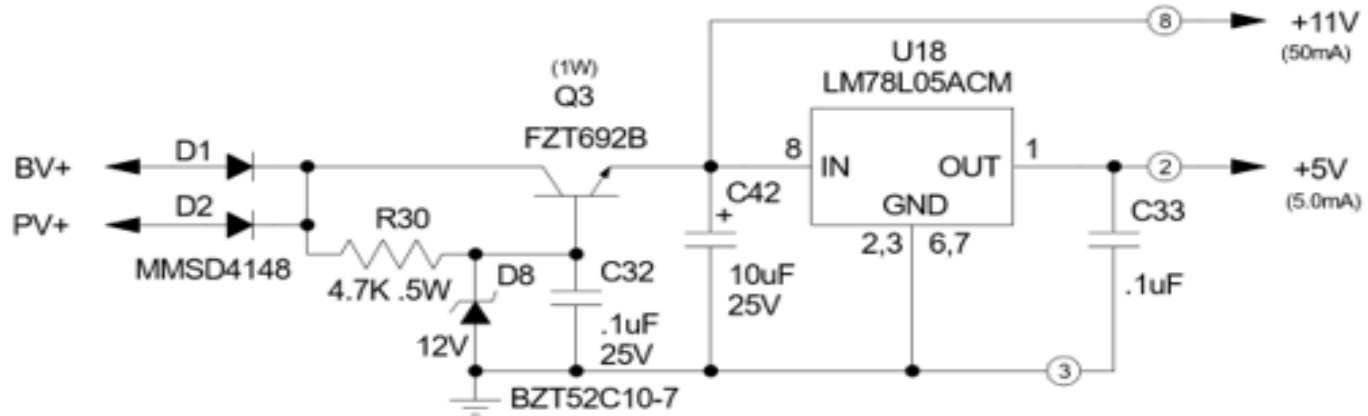 8
+11V
(50mA)
U18
LM78L05ACM
(1W)
Q3
FZT692B
BV+
D1
8
IN
OUT
1
2
+5V
(5.0mA)
PV+
D2
R30
C42
+
GND
C33
MMSD4148
4.7K .5W
D8
C32
10uF
25V
2,3
6,7
.1uF
12V
.1uF
25V
3
BZT52C10-7